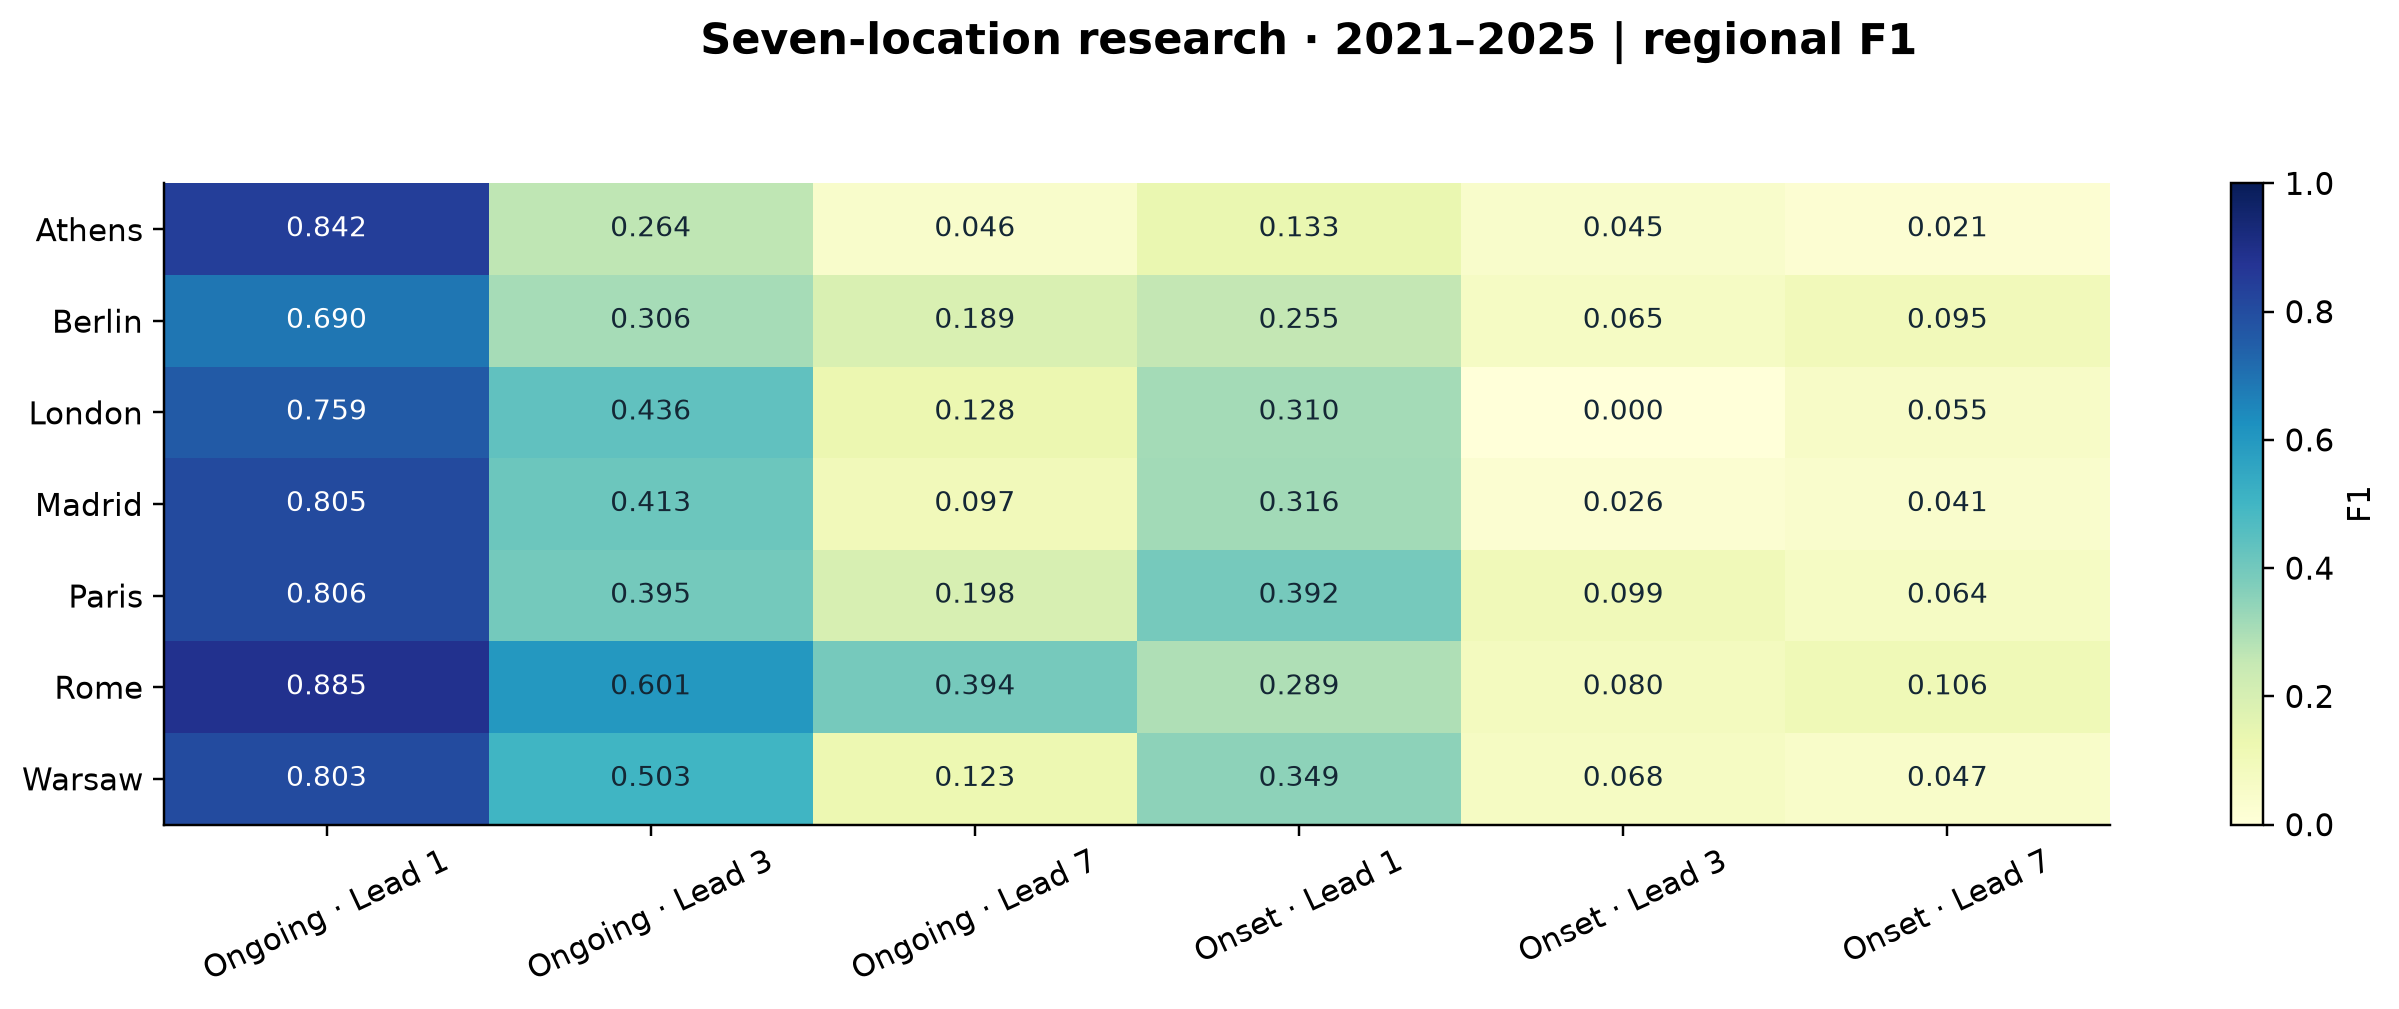 Seven-location research · 2021–2025 | regional F1
Athens 0.842 0.264 0.046 0.133 0.045 0.021
Berlin 0.690 0.306 0.189 0.255 0.065 0.095
London 0.759 0.436 0.128 0.310 0.000 0.055
Madrid 0.805 0.413 0.097 0.316 0.026 0.041
Paris 0.806 0.395 0.198 0.392 0.099 0.064
Rome 0.885 0.601 0.394 0.289 0.080 0.106
Warsaw 0.803 0.503 0.123 0.349 0.068 0.047
Ongoing · Lead 1
Ongoing · Lead 3
Ongoing · Lead 7
Onset · Lead 1
Onset · Lead 3
Onset · Lead 7
1.0
0.8
0.6
0.4
0.2
0.0
F1